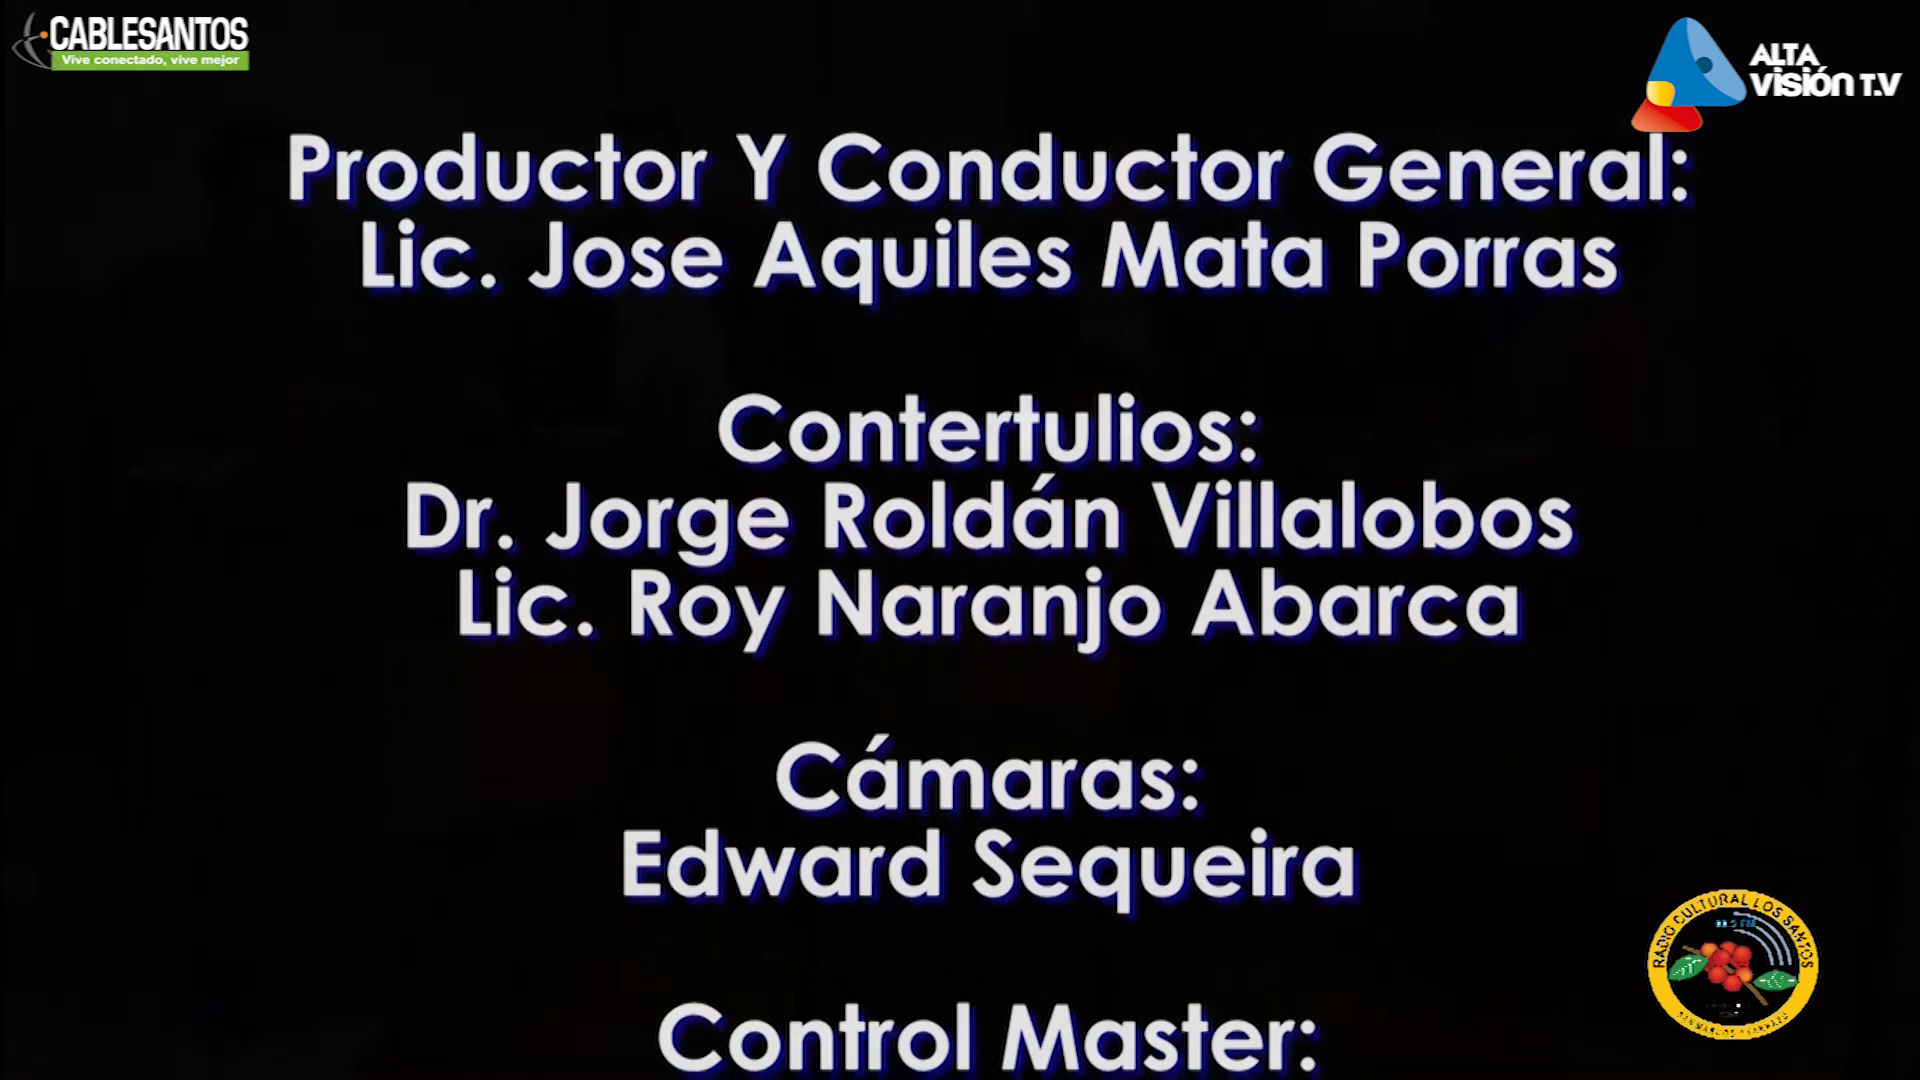 CABLESANTOS
Vive conectado, vive mejor
ALTA
visión T.V
Productor Y Conductor General:
Lic. Jose Aquiles Mata Porras
Contertulios:
Dr. Jorge Roldán Villalobos
Lic. Roy Naranjo Abarca
Cámaras:
Edward Sequeira
RADIO CULTURAL LOS SANTOS
Control Master: